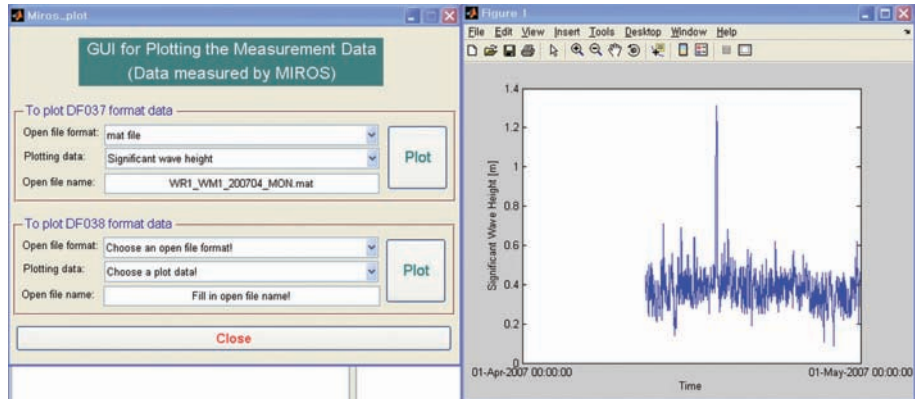 Miros_plot
GUI for Plotting the Measurement Data
(Data measured by MIROS)
To plot DF037 format data
Open file format: mat file
Plotting data: Significant wave height
Open file name: WR1_WM1_200704_MON.mat
Plot
To plot DF038 format data
Open file format: Choose an open file format!
Plotting data: Choose a plot data!
Open file name: Fill in open file name!
Plot
Close
Figure 1
File Edit View Insert Tools Desktop Window Help
1.4
1.2
1
0.8
0.6
0.4
0.2
0
Significant Wave Height [m]
01-Apr-2007 00:00:00
01-May-2007 00:00:00
Time